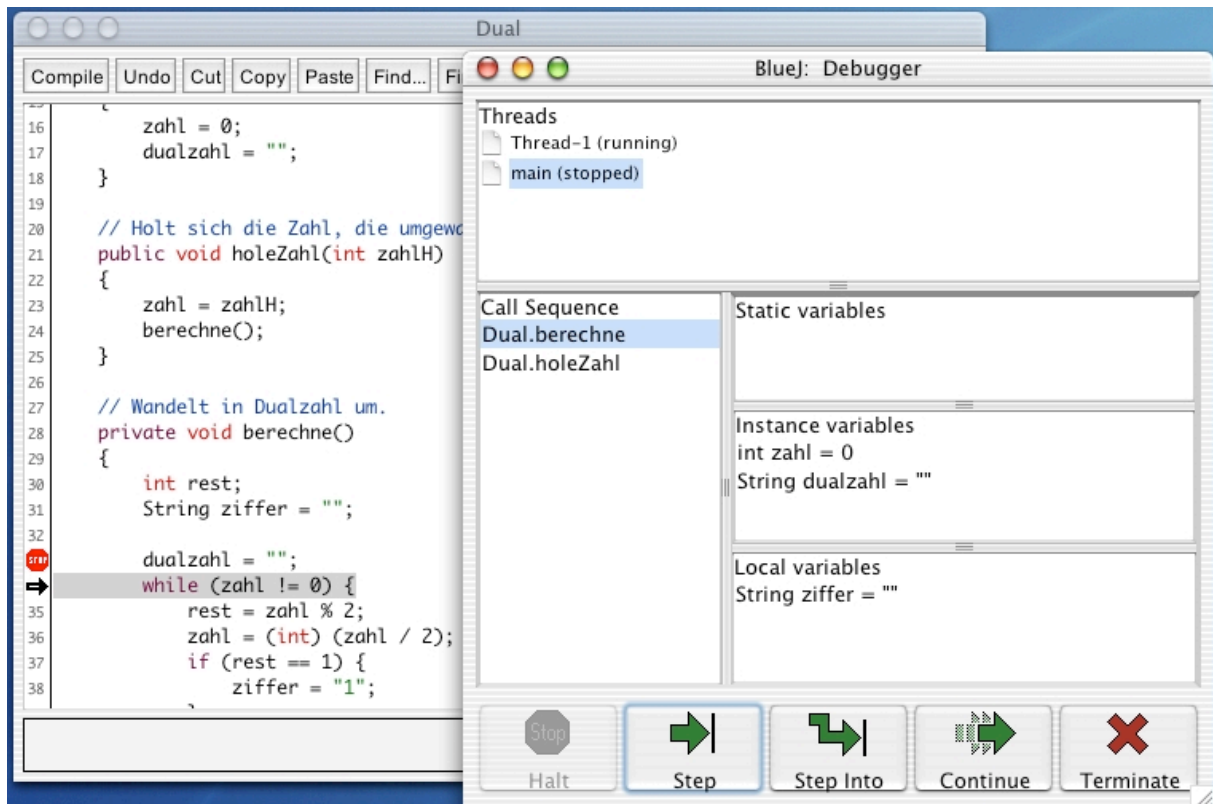 Dual
Compile Undo Cut Copy Paste Find...
16 zahl = 0;
17 dualzahl = "";
18 }
19
20 // Holt sich die Zahl, die
21 public void holeZahl(int zahlH)
22 {
23 zahl = zahlH;
24 berechne();
25 }
26
27 // Wandelt in Dualzahl um.
28 private void berechne()
29 {
30 int rest;
31 String ziffer = "";
32
STOP dualzahl = "";
while (zahl != 0) {
35 rest = zahl % 2;
36 zahl = (int) (zahl / 2);
37 if (rest == 1) {
38 ziffer = "1";
BlueJ: Debugger
Threads
Thread-1 (running)
main (stopped)
Call Sequence
Dual.berechne
Dual.holeZahl
Static variables
Instance variables
int zahl = 0
String dualzahl = ""
Local variables
String ziffer = ""
Stop
Halt Step Step Into Continue Terminate